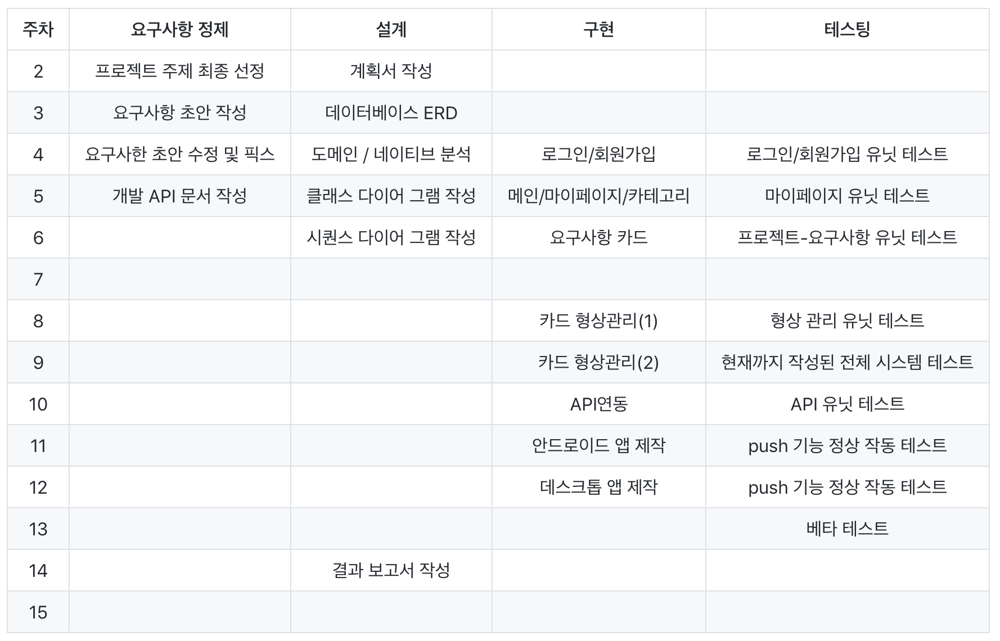 주차 요구사항 정제 설계 구현 테스팅
2 프로젝트 주제 최종 선정 계획서 작성
3 요구사항 초안 작성 데이터베이스 ERD
4 요구사한 초안 수정 및 픽스 도메인 / 네이티브 분석 로그인/회원가입 로그인/회원가입 유닛 테스트
5 개발 API 문서 작성 클래스 다이어 그램 작성 메인/마이페이지/카테고리 마이페이지 유닛 테스트
6 시퀀스 다이어 그램 작성 요구사항 카드 프로젝트-요구사항 유닛 테스트
7
8 카드 형상관리(1) 형상 관리 유닛 테스트
9 카드 형상관리(2) 현재까지 작성된 전체 시스템 테스트
10 API연동 API 유닛 테스트
11 안드로이드 앱 제작 push 기능 정상 작동 테스트
12 데스크톱 앱 제작 push 기능 정상 작동 테스트
13 베타 테스트
14 결과 보고서 작성
15